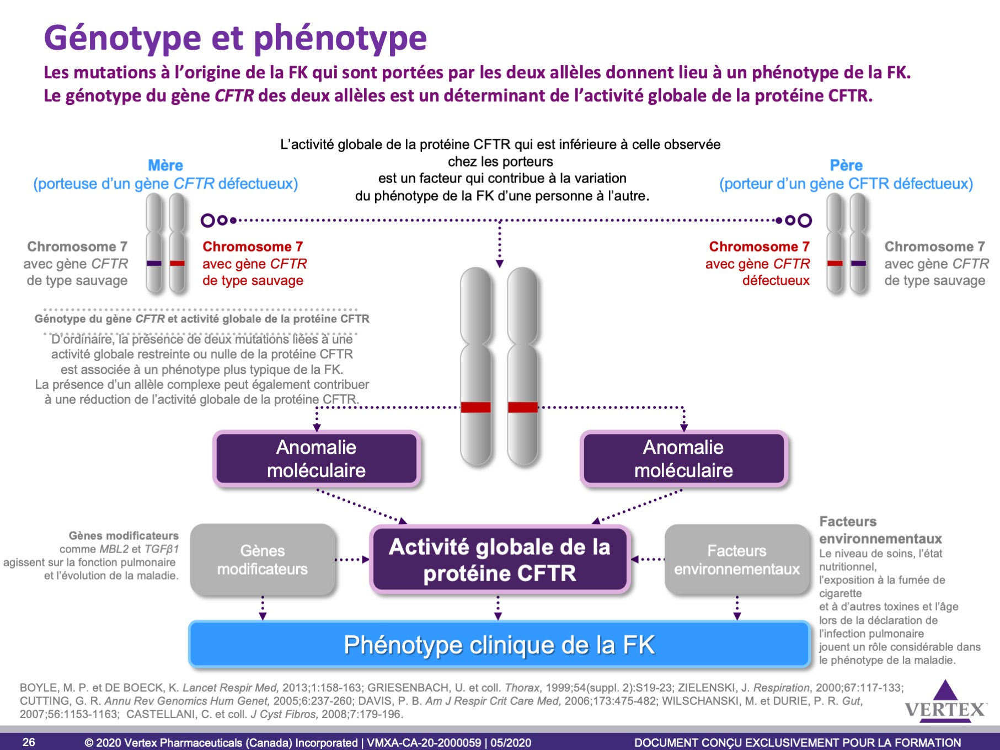 Génotype et phénotype
Les mutations à l’origine de la FK qui sont portées par les deux allèles donnent lieu à un phénotype de la FK.
Le génotype du gène CFTR des deux allèles est un déterminant de l’activité globale de la protéine CFTR.
L’activité globale de la protéine CFTR qui est inférieure à celle observée
chez les porteurs
est un facteur qui contribue à la variation
du phénotype de la FK d’une personne à l’autre.
Mère
(porteuse d’un gène CFTR défectueux)
Père
(porteur d’un gène CFTR défectueux)
Chromosome 7
avec gène CFTR
de type sauvage
Chromosome 7
avec gène CFTR
de type sauvage
Chromosome 7
avec gène CFTR
défectueux
Chromosome 7
avec gène CFTR
de type sauvage
Génotype du gène CFTR et activité globale de la protéine CFTR
D’ordinaire, la présence de deux mutations liées à une
activité globale restreinte ou nulle de la protéine CFTR
est associée à un phénotype plus typique de la FK.
La présence d’un allèle complexe peut également contribuer
à une réduction de l’activité globale de la protéine CFTR.
Anomalie
moléculaire
Anomalie
moléculaire
Gènes modificateurs
comme MBL2 et TGFβ1
agissent sur la fonction pulmonaire
et l’évolution de la maladie.
Gènes
modificateurs
Activité globale de la
protéine CFTR
Facteurs
environnementaux
Facteurs
environnementaux
Le niveau de soins, l’état
nutritionnel,
l’exposition à la fumée de
cigarette
et à d’autres toxines et l’âge
lors de la déclaration de
l’infection pulmonaire
jouent un rôle considérable dans
le phénotype de la maladie.
Phénotype clinique de la FK
BOYLE, M. P. et DE BOECK, K. Lancet Respir Med, 2013;1:158-163; GRIESENBACH, U. et coll. Thorax, 1999;54(suppl. 2):S19-23; ZIELENSKI, J. Respiration, 2000;67:117-133;
CUTTING, G. R. Annu Rev Genomics Hum Genet, 2005;6:237-260; DAVIS, P. B. Am J Respir Crit Care Med, 2006;173:475-482; WILSCHANSKI, M. et DURIE, P. R. Gut,
2007;56:1153-1163; CASTELLANI, C. et coll. J Cyst Fibros, 2008;7:179-196.
VERTEX
26
© 2020 Vertex Pharmaceuticals (Canada) Incorporated | VMXA-CA-20-2000059 | 05/2020
DOCUMENT CONÇU EXCLUSIVEMENT POUR LA FORMATION